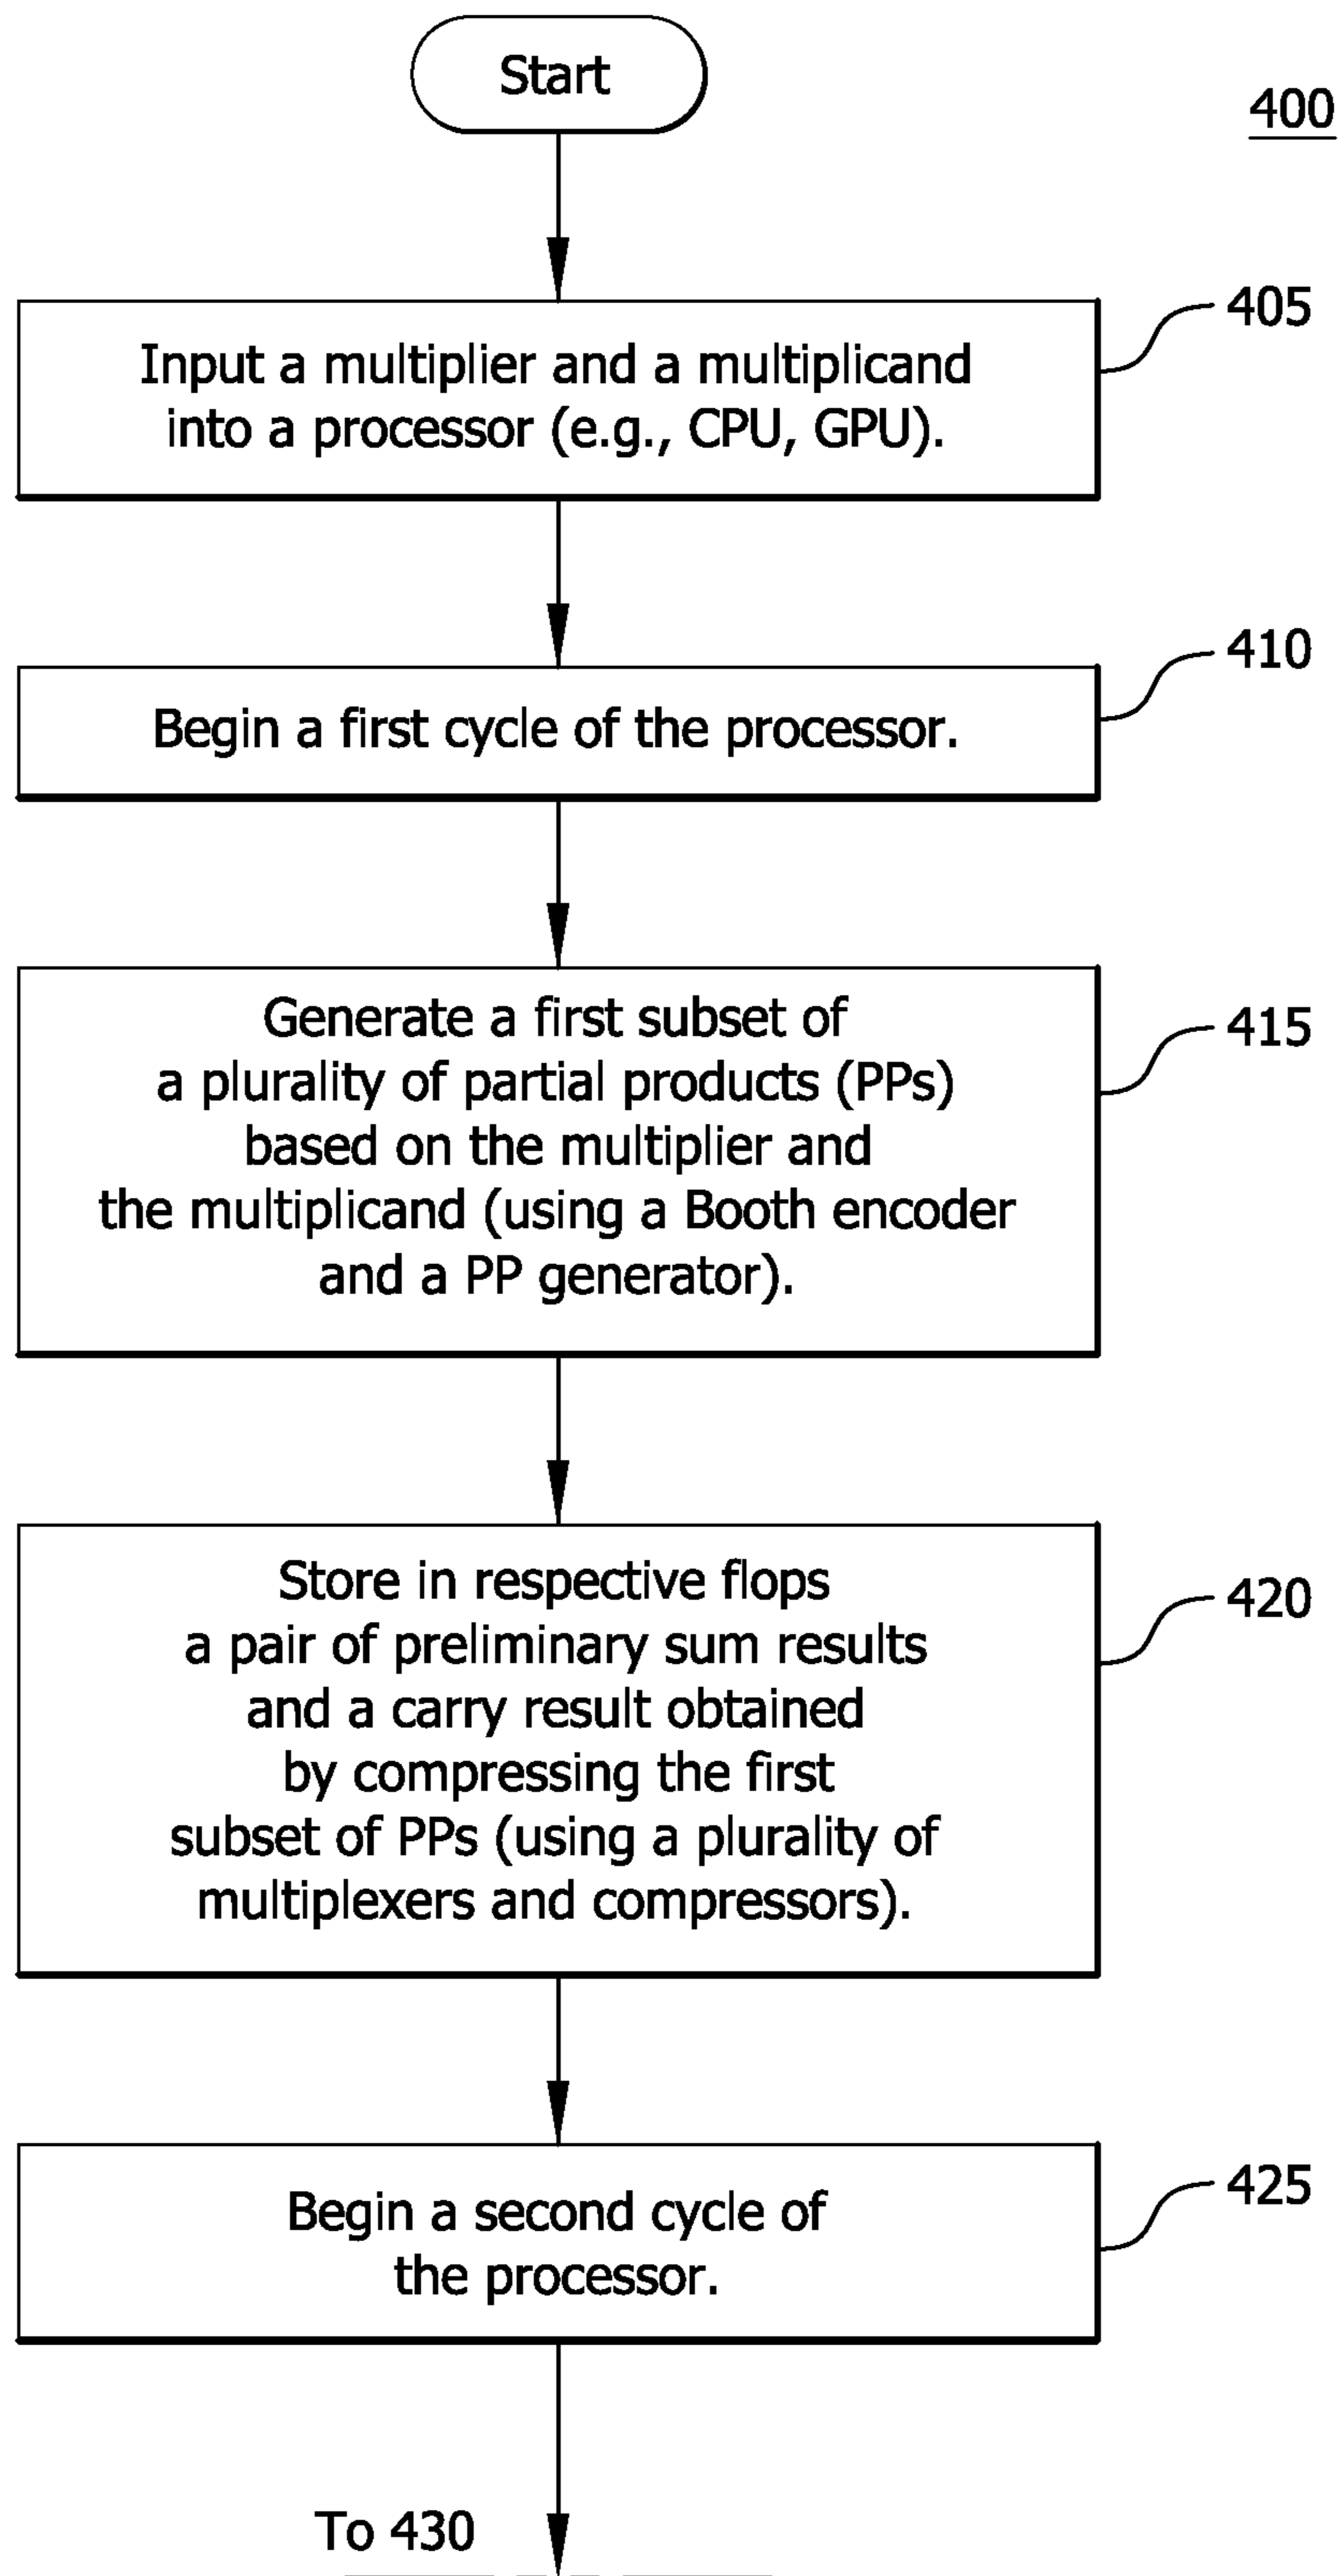 Start
400
Input a multiplier and a multiplicand
into a processor (e.g., CPU, GPU).
405
Begin a first cycle of the processor.
410
Generate a first subset of
a plurality of partial products (PPs)
based on the multiplier and
the multiplicand (using a Booth encoder
and a PP generator).
415
Store in respective flops
a pair of preliminary sum results
and a carry result obtained
by compressing the first
subset of PPs (using a plurality of
multiplexers and compressors).
420
Begin a second cycle of
the processor.
425
To 430